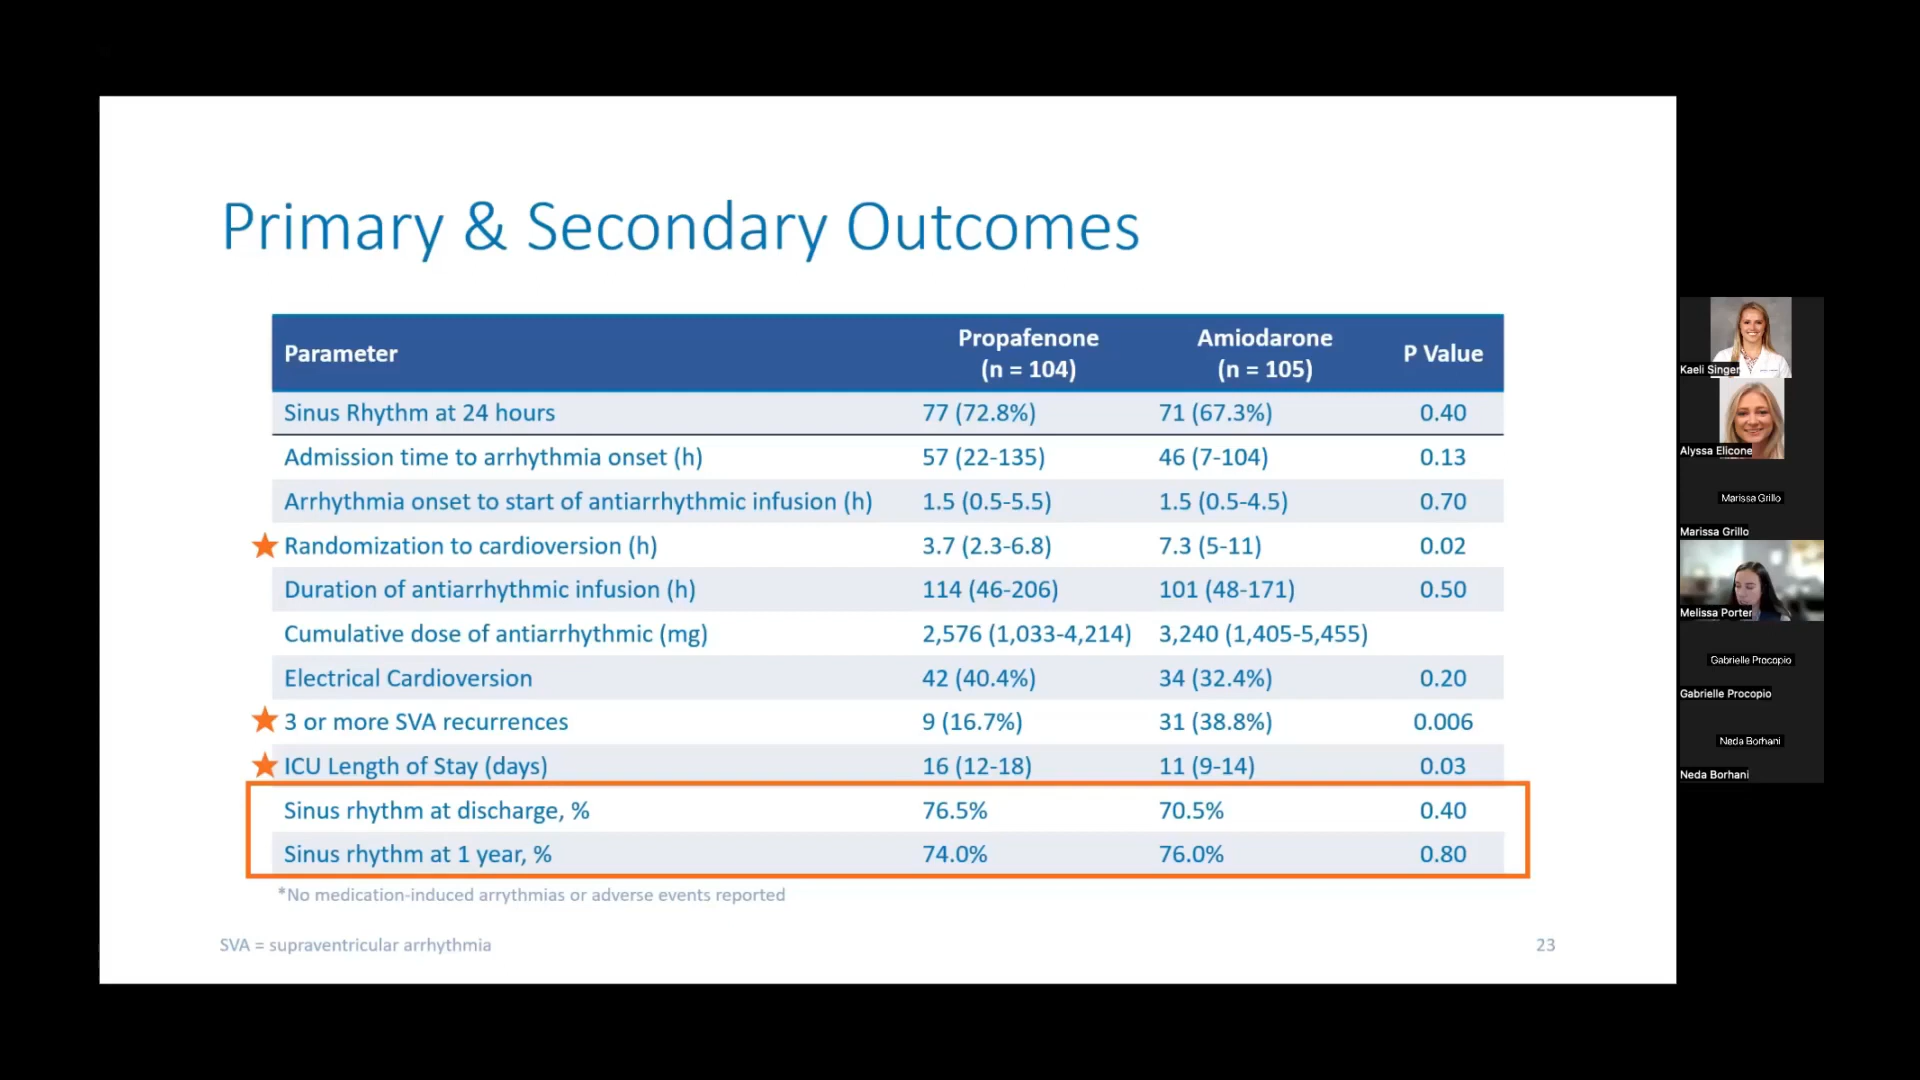 Primary & Secondary Outcomes
Parameter Propafenone (n = 104) Amiodarone (n = 105) P Value
Sinus Rhythm at 24 hours 77 (72.8%) 71 (67.3%) 0.40
Admission time to arrhythmia onset (h) 57 (22-135) 46 (7-104) 0.13
Arrhythmia onset to start of antiarrhythmic infusion (h) 1.5 (0.5-5.5) 1.5 (0.5-4.5) 0.70
Randomization to cardioversion (h) 3.7 (2.3-6.8) 7.3 (5-11) 0.02
Duration of antiarrhythmic infusion (h) 114 (46-206) 101 (48-171) 0.50
Cumulative dose of antiarrhythmic (mg) 2,576 (1,033-4,214) 3,240 (1,405-5,455)
Electrical Cardioversion 42 (40.4%) 34 (32.4%) 0.20
3 or more SVA recurrences 9 (16.7%) 31 (38.8%) 0.006
ICU Length of Stay (days) 16 (12-18) 11 (9-14) 0.03
Sinus rhythm at discharge, % 76.5% 70.5% 0.40
Sinus rhythm at 1 year, % 74.0% 76.0% 0.80
*No medication-induced arrythmias or adverse events reported
SVA = supraventricular arrhythmia
23
Kaeli Singer
Alyssa Elicone
Marissa Grillo
Marissa Grillo
Melissa Porter
Gabrielle Procopio
Gabrielle Procopio
Neda Borhani
Neda Borhani